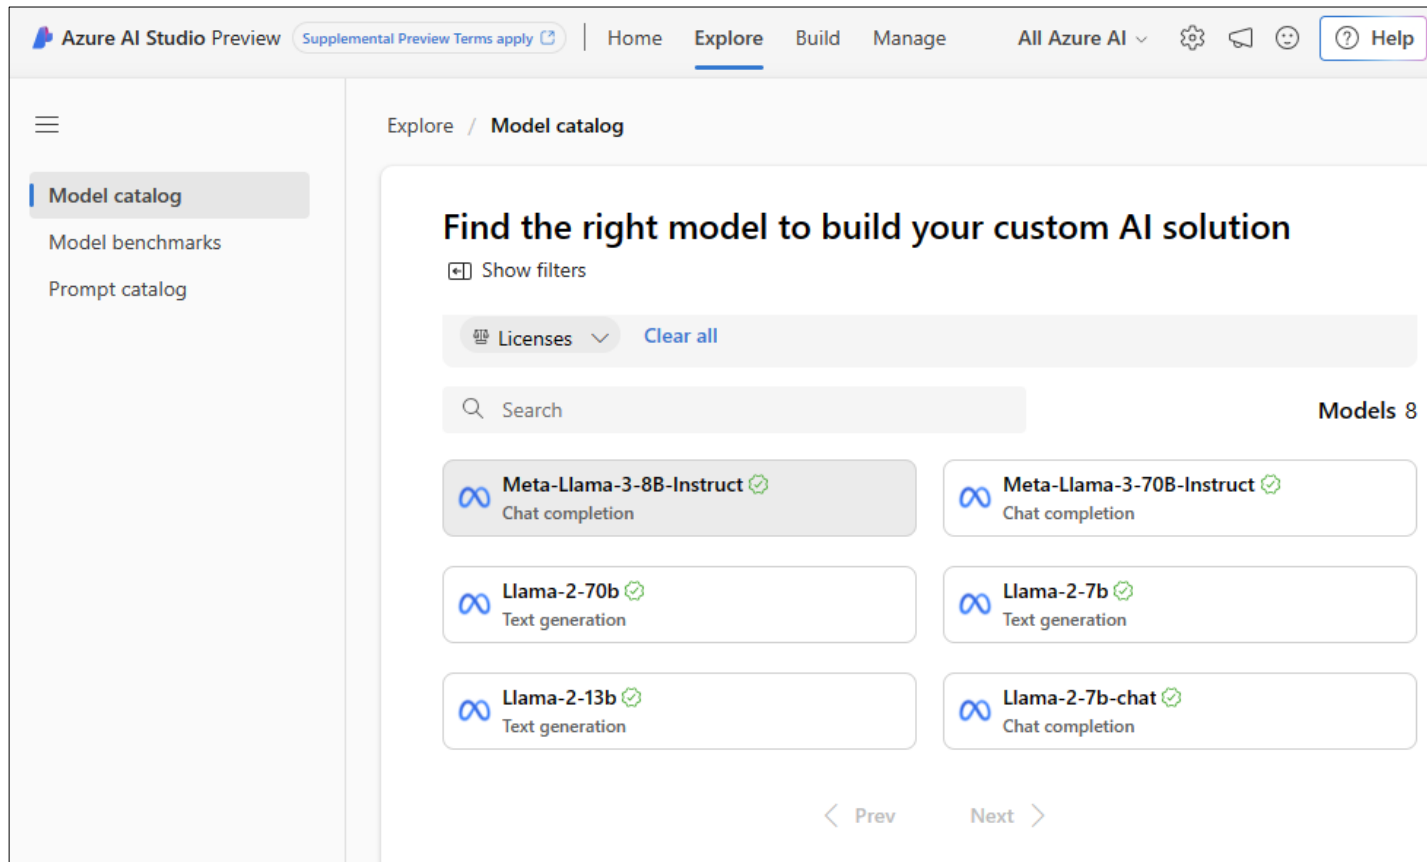 Azure AI Studio Preview Supplemental Preview Terms apply Home Explore Build Manage All Azure AI Help
Explore / Model catalog
Model catalog
Model benchmarks
Prompt catalog
Find the right model to build your custom AI solution
Show filters
Licenses Clear all
Search Models 8
Meta-Llama-3-8B-Instruct
Chat completion
Meta-Llama-3-70B-Instruct
Chat completion
Llama-2-70b
Text generation
Llama-2-7b
Text generation
Llama-2-13b
Text generation
Llama-2-7b-chat
Chat completion
Prev Next